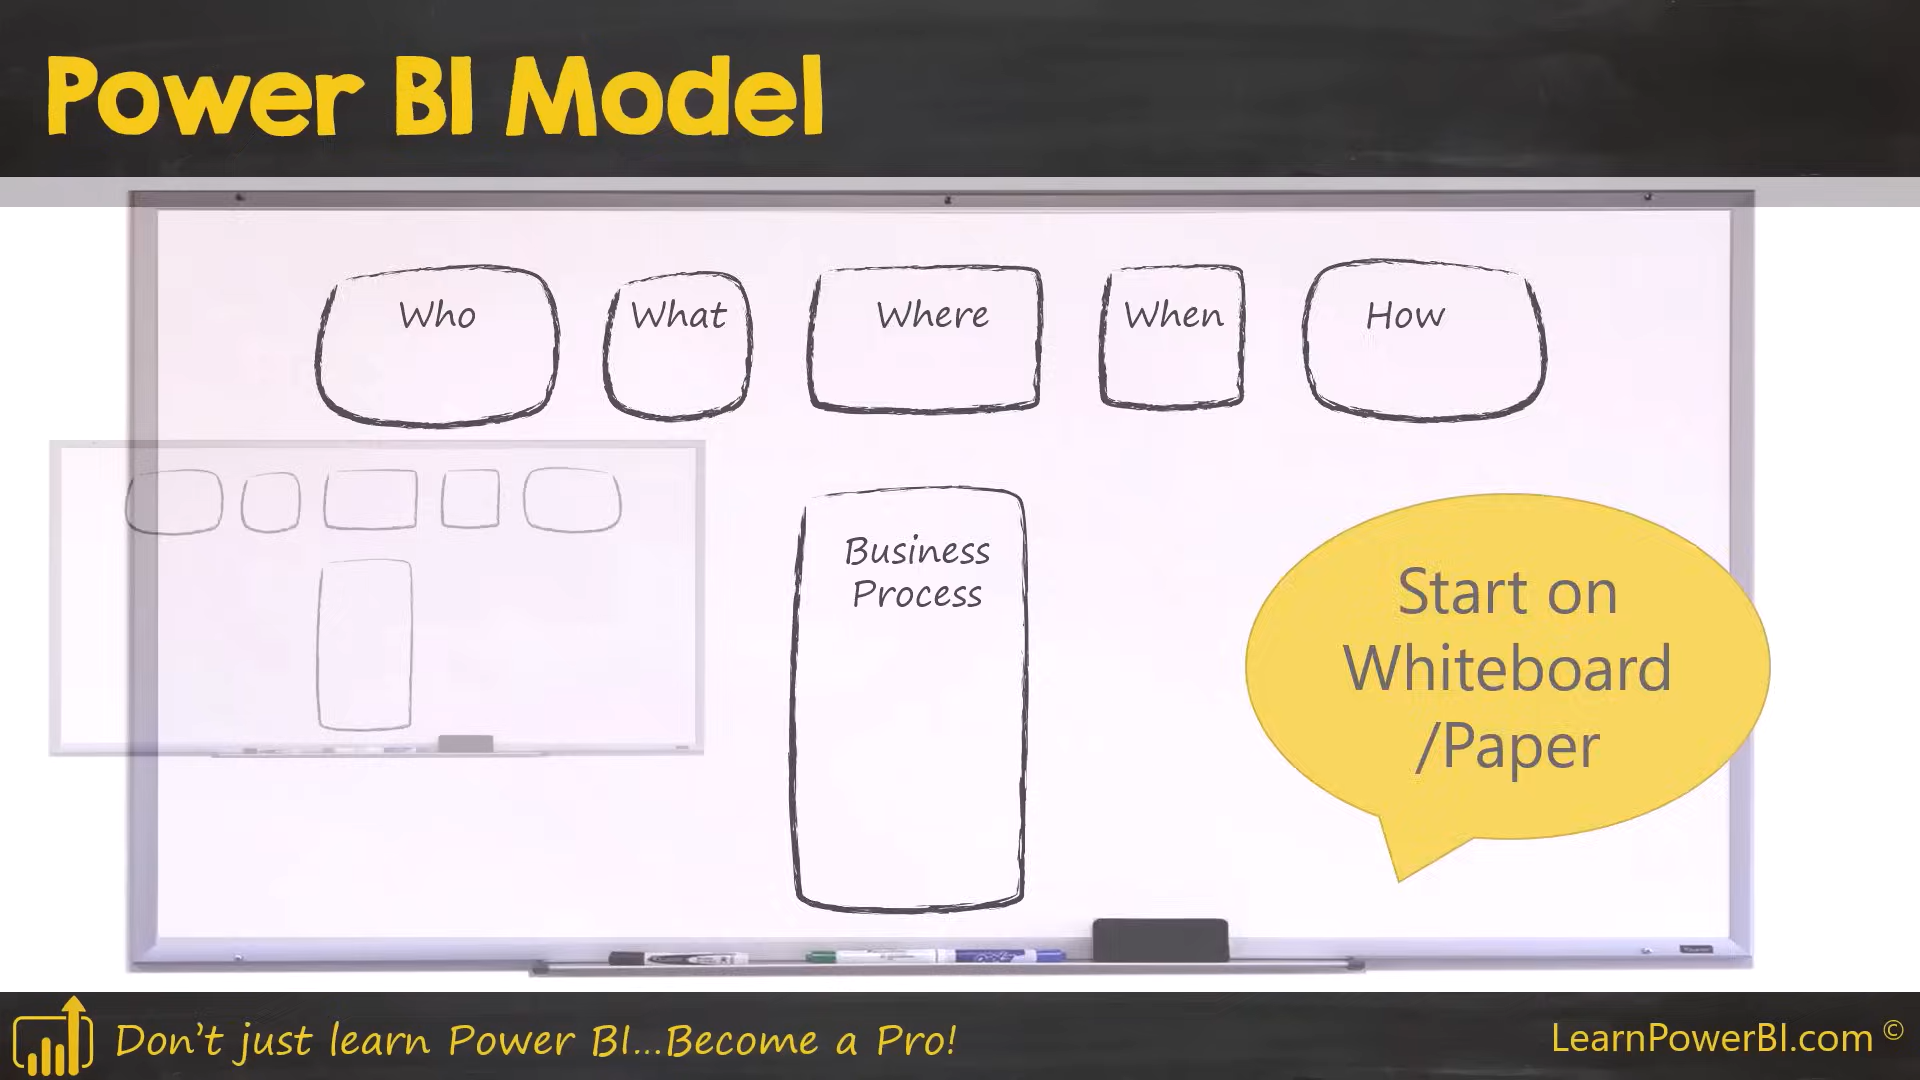 Power BI Model
Who
What
Where
When
How
Business
Process
Start on
Whiteboard
/Paper
Don't just learn Power BI...Become a Pro!
LearnPowerBI.com ©